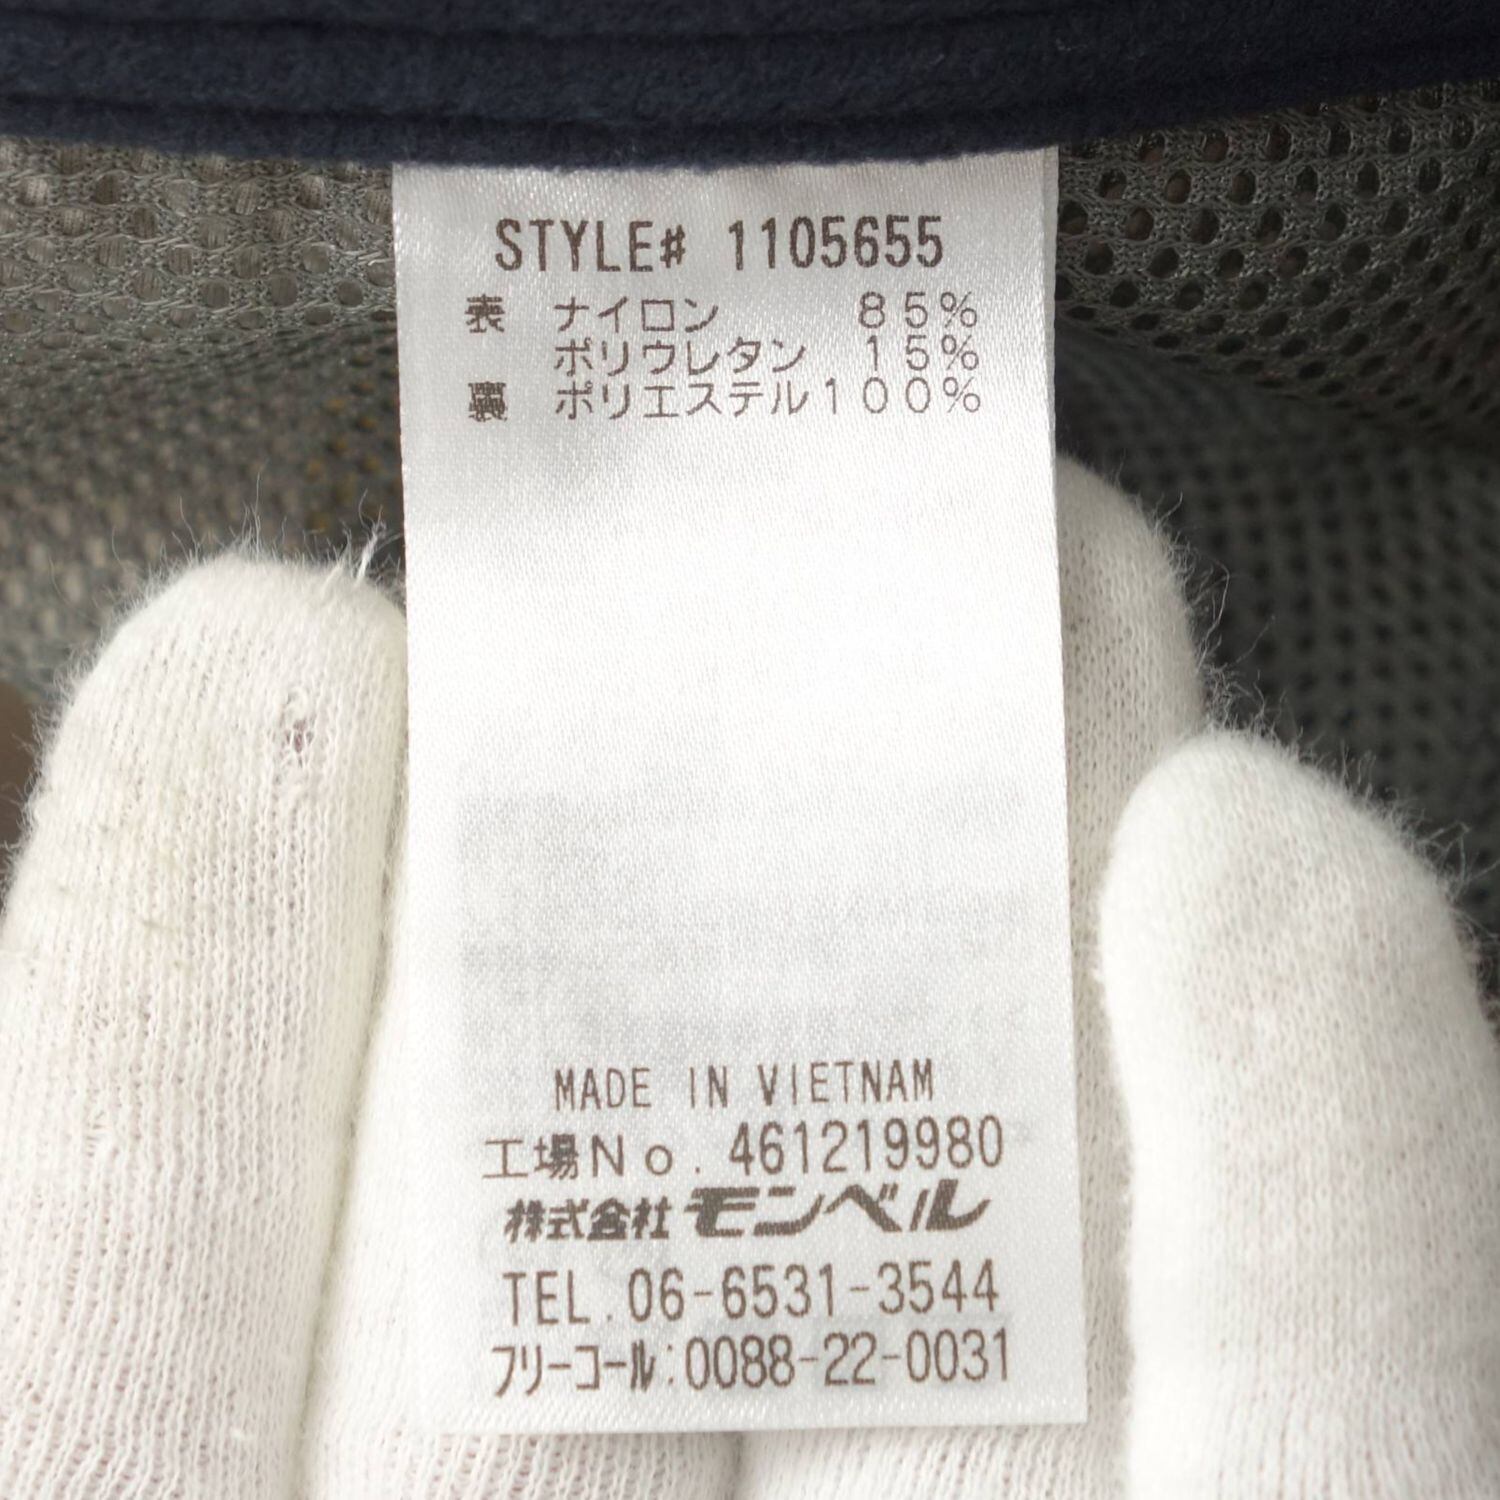 STYLE# 1105655
表 ナイロン 85%
ポリウレタン 15%
裏 ポリエステル100%
MADE IN VIETNAM
工場No. 461219980
株式会社モンベル
TEL.06-6531-3544
フリーコール:0088-22-0031